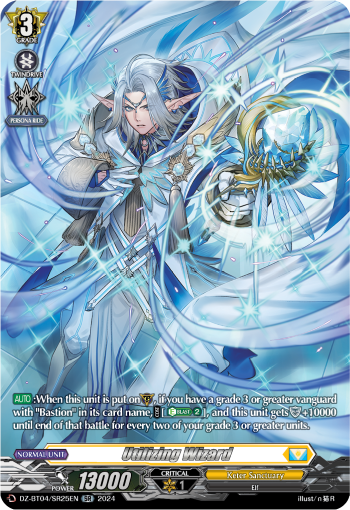 3
GRADE
TWINDRIVE
PERSONA RIDE
AUTO :When this unit is put on , if you have a grade 3 or greater vanguard
with "Bastion" in its card name, [ BLAST 2 ], and this unit gets +10000
until end of that battle for every two of your grade 3 or greater units.
NORMAL UNIT
Utilizing Wizard
POWER 13000 CRITICAL 1 Keter Sanctuary
Elf
DZ-BT04/SR25EN SR 2024 illust/n猫R